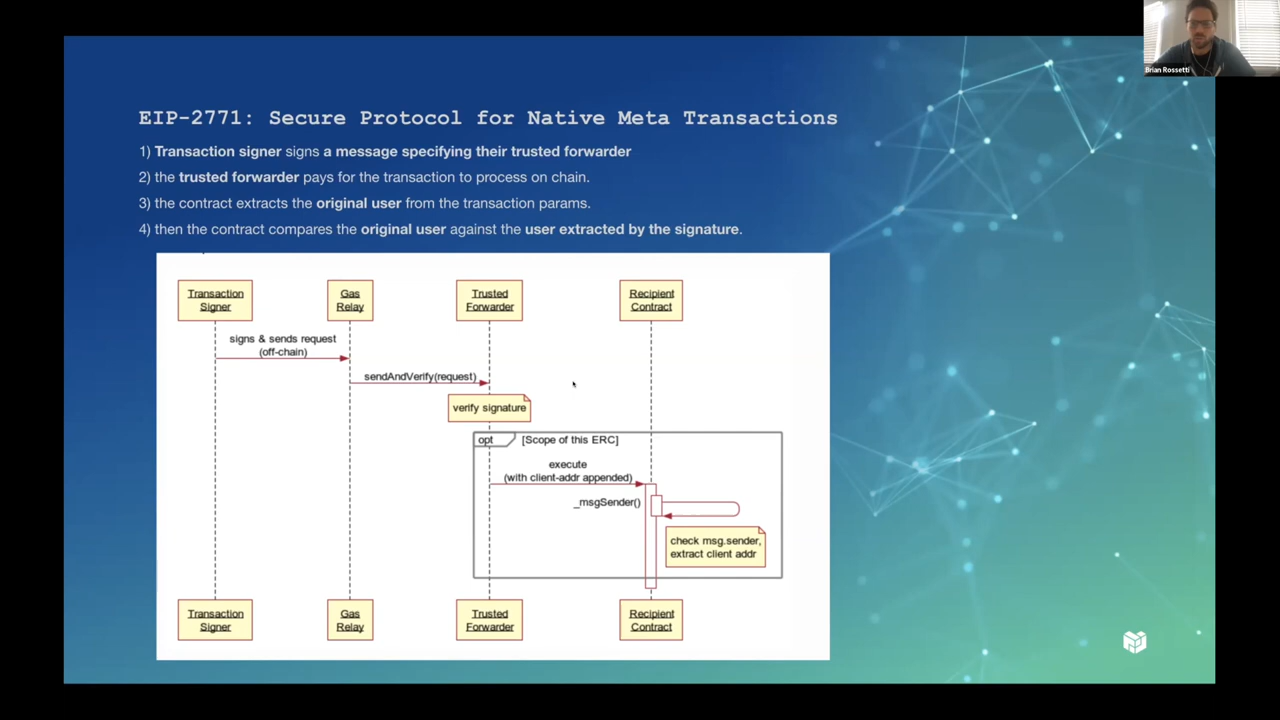 Brian Rossetti
EIP-2771: Secure Protocol for Native Meta Transactions
1) Transaction signer signs a message specifying their trusted forwarder
2) the trusted forwarder pays for the transaction to process on chain.
3) the contract extracts the original user from the transaction params.
4) then the contract compares the original user against the user extracted by the signature.
Transaction
Signer
Gas
Relay
Trusted
Forwarder
Recipient
Contract
signs & sends request
(off-chain)
sendAndVerify(request)
verify signature
opt
[Scope of this ERC]
execute
(with client-addr appended)
_msgSender()
check msg.sender,
extract client addr
Transaction
Signer
Gas
Relay
Trusted
Forwarder
Recipient
Contract